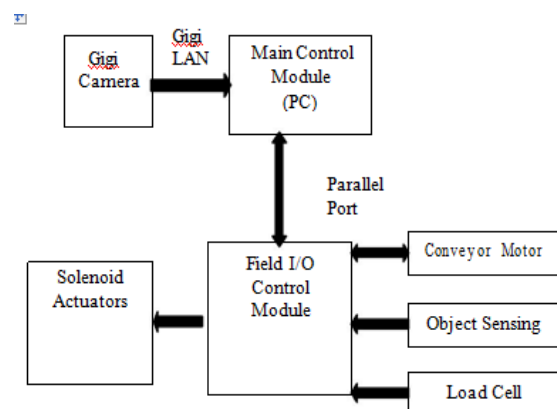 Gigi
Camera
Gigi
LAN
Main Control
Module
(PC)
Parallel
Port
Solenoid
Actuators
Field I/O
Control
Module
Conveyor Motor
Object Sensing
Load Cell